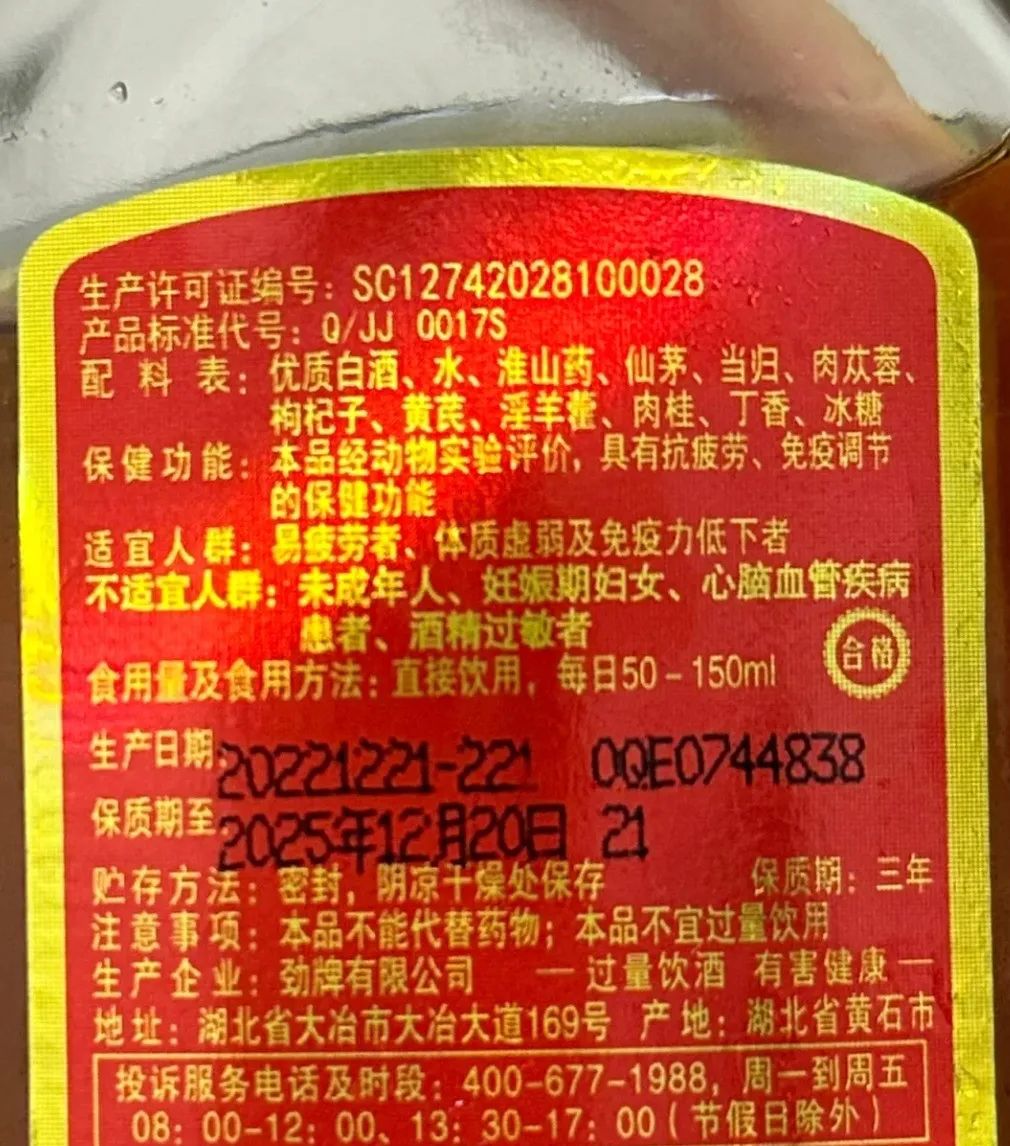 生产许可证编号：SC12742028100028
产品标准代号：Q/JJ 0017S
配料表：优质白酒、水、淮山药、仙茅、当归、肉苁蓉、
枸杞子、黄芪、淫羊藿、肉桂、丁香、冰糖
保健功能：本品经动物实验评价，具有抗疲劳、免疫调节
的保健功能
适宜人群：易疲劳者、体质虚弱及免疫力低下者
不适宜人群：未成年人、妊娠期妇女、心脑血管疾病
患者、酒精过敏者
合格
食用量及食用方法：直接饮用，每日50－150ml
生产日期：20221221-221 OQE0744838
保质期至：2025年12月20日 21
贮存方法：密封，阴凉干燥处保存 保质期：三年
注意事项：本品不能代替药物；本品不宜过量饮用
生产企业：劲牌有限公司 —过量饮酒 有害健康—
地址：湖北省大冶市大冶大道169号 产地：湖北省黄石市
投诉服务电话及时段：400-677-1988，周一到周五
08：00-12：00、13：30-17：00（节假日除外）